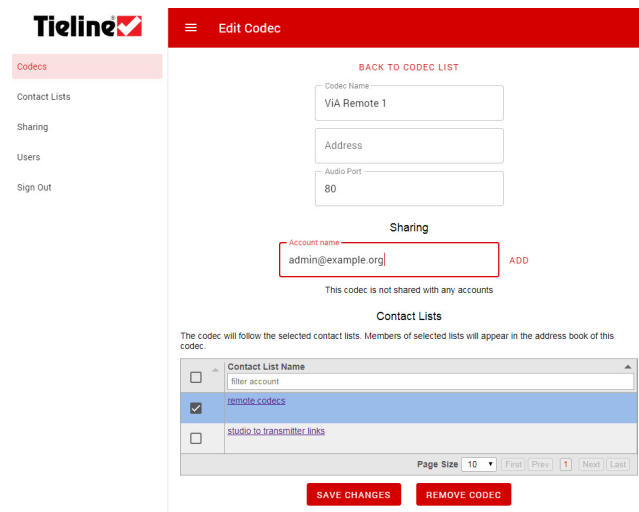 Tieline
Edit Codec
Codecs
Contact Lists
Sharing
Users
Sign Out
BACK TO CODEC LIST
Codec Name
ViA Remote 1
Address
Audio Port
80
Sharing
Account name
admin@example.org
ADD
This codec is not shared with any accounts
Contact Lists
The codec will follow the selected contact lists. Members of selected lists will appear in the address book of this
codec.
Contact List Name
filter account
remote codecs
studio to transmitter links
Page Size 10 First Prev 1 Next Last
SAVE CHANGES REMOVE CODEC